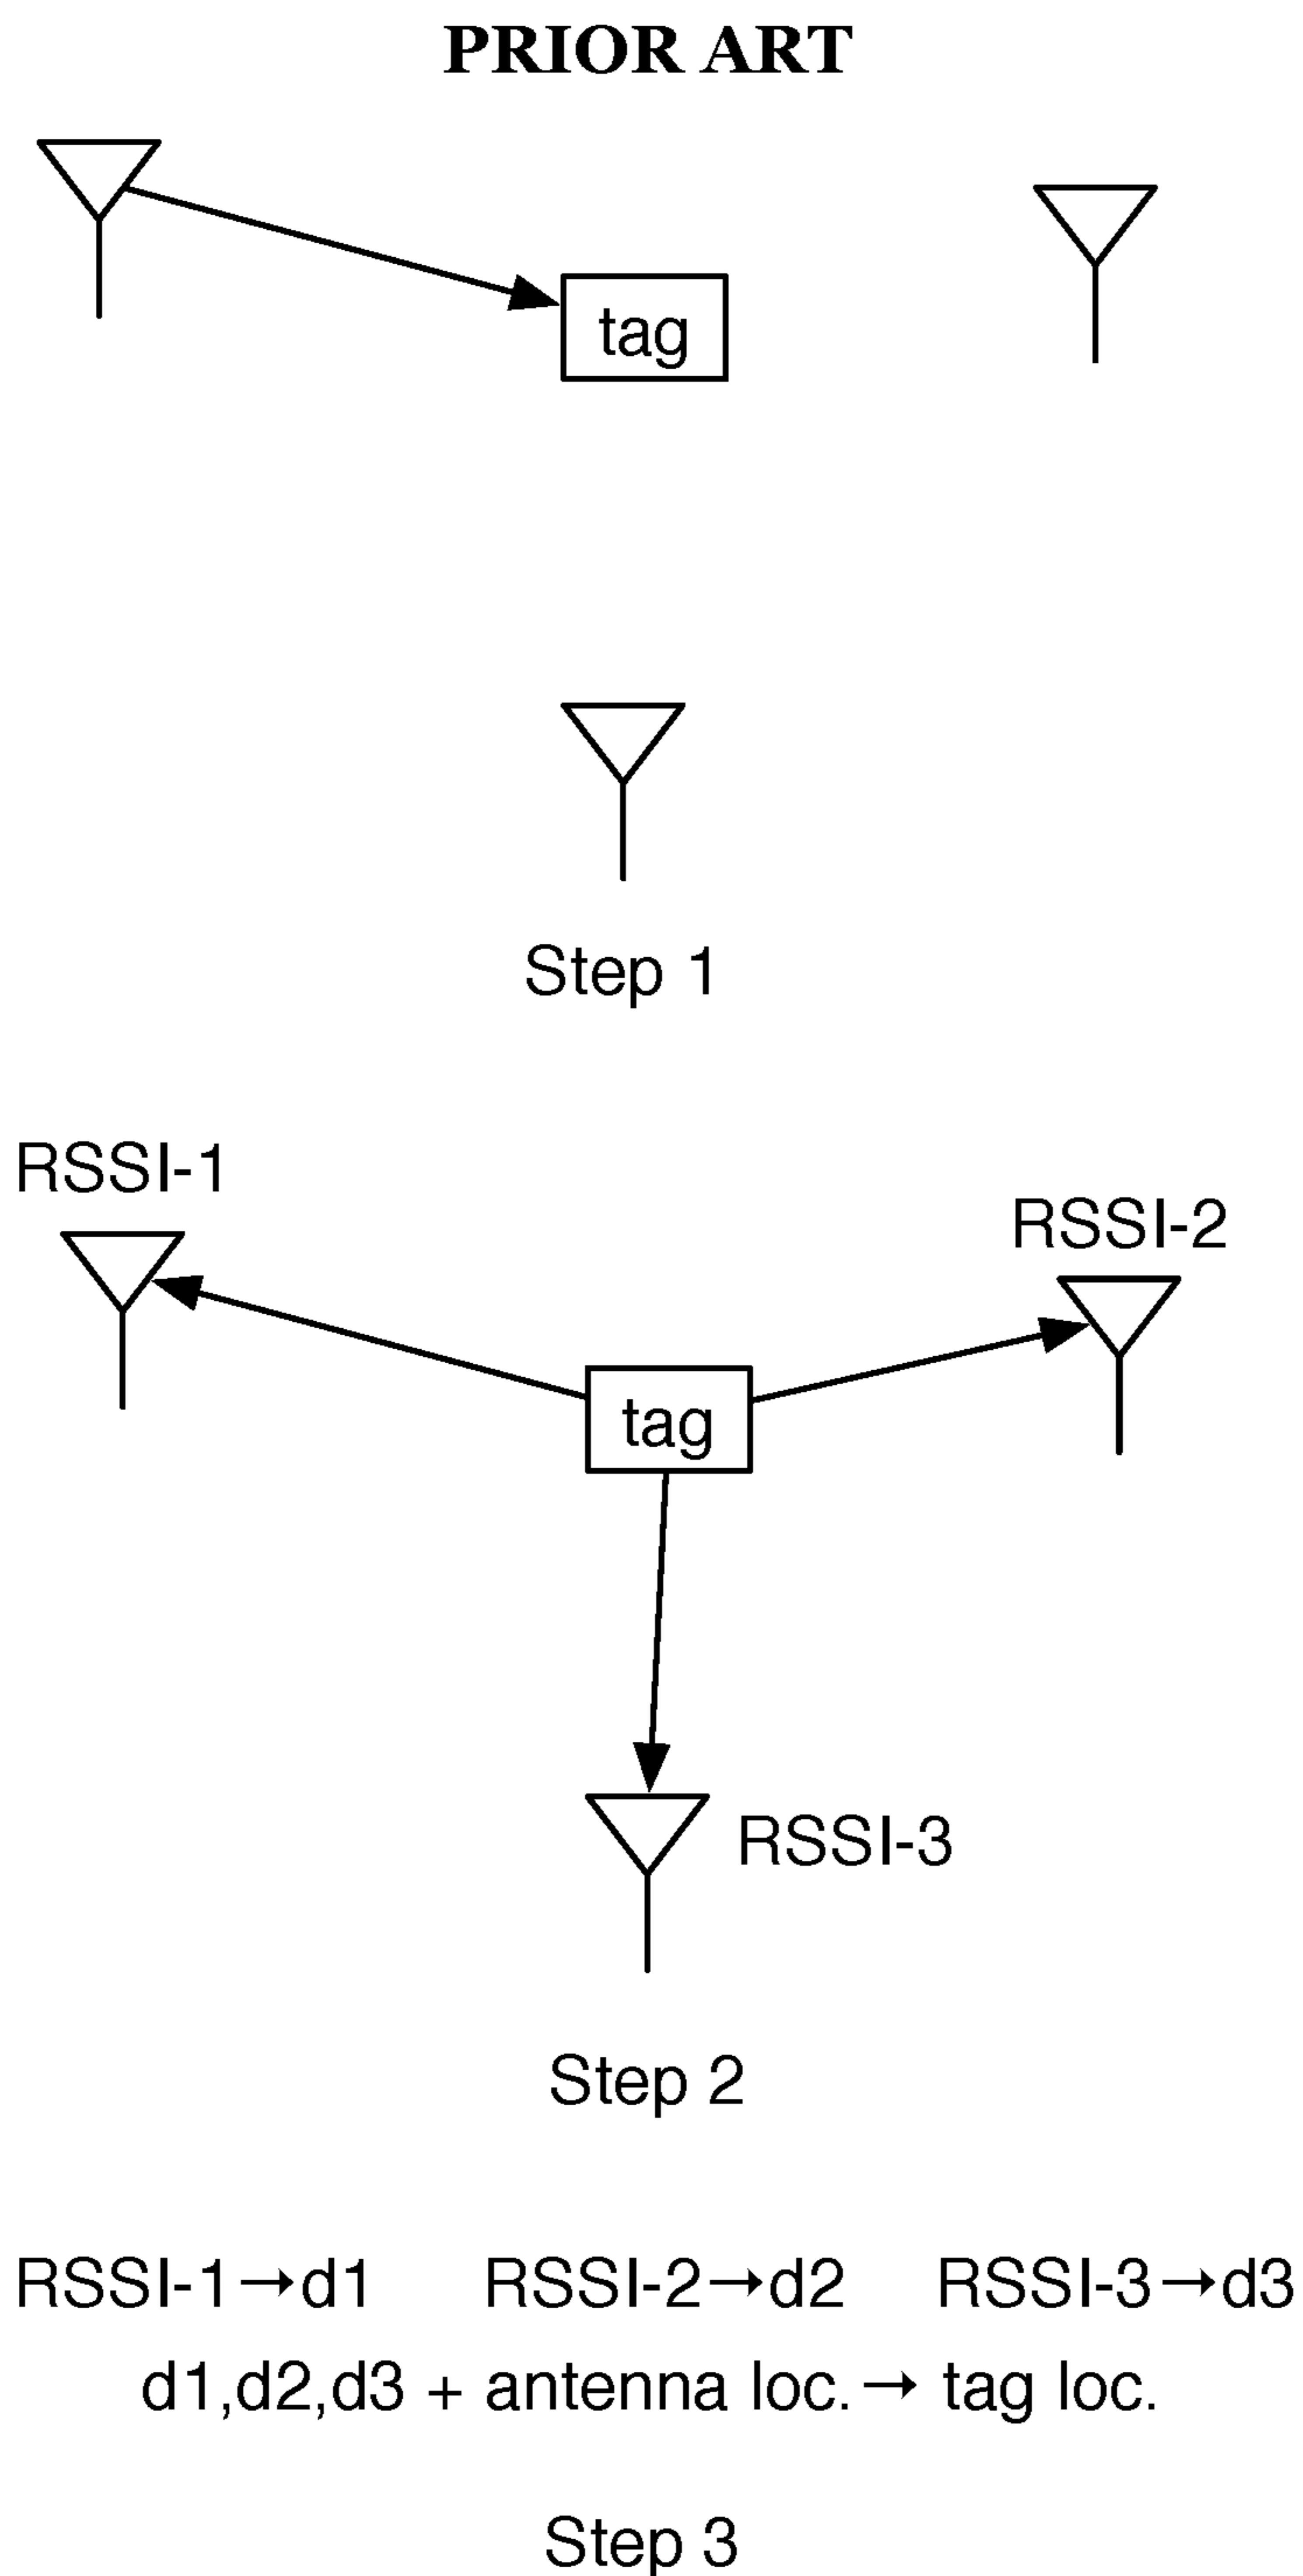 PRIOR ART
tag
Step 1
RSSI-1
RSSI-2
tag
RSSI-3
Step 2
RSSI-1→d1 RSSI-2→d2 RSSI-3→d3
d1,d2,d3 + antenna loc.→ tag loc.
Step 3